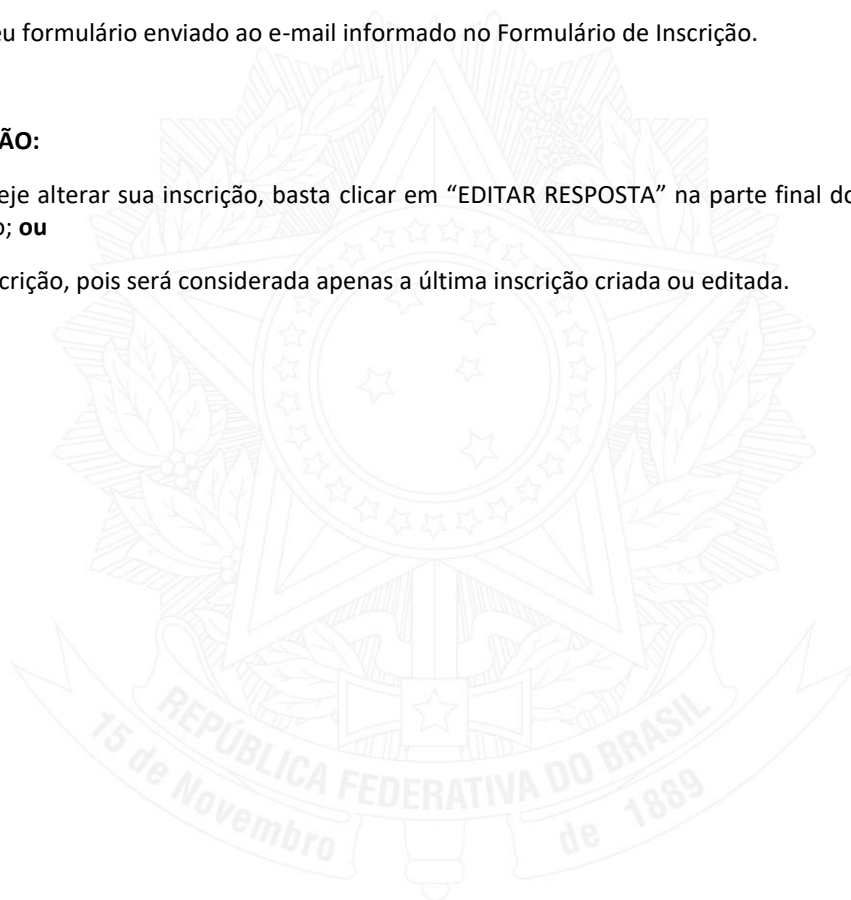 eu formulário enviado ao e-mail informado no Formulário de Inscrição.
ÃO:
eje alterar sua inscrição, basta clicar em “EDITAR RESPOSTA” na parte final do
o; ou
crição, pois será considerada apenas a última inscrição criada ou editada.
REPÚBLICA FEDERATIVA DO BRASIL
15 de Novembro de 1889